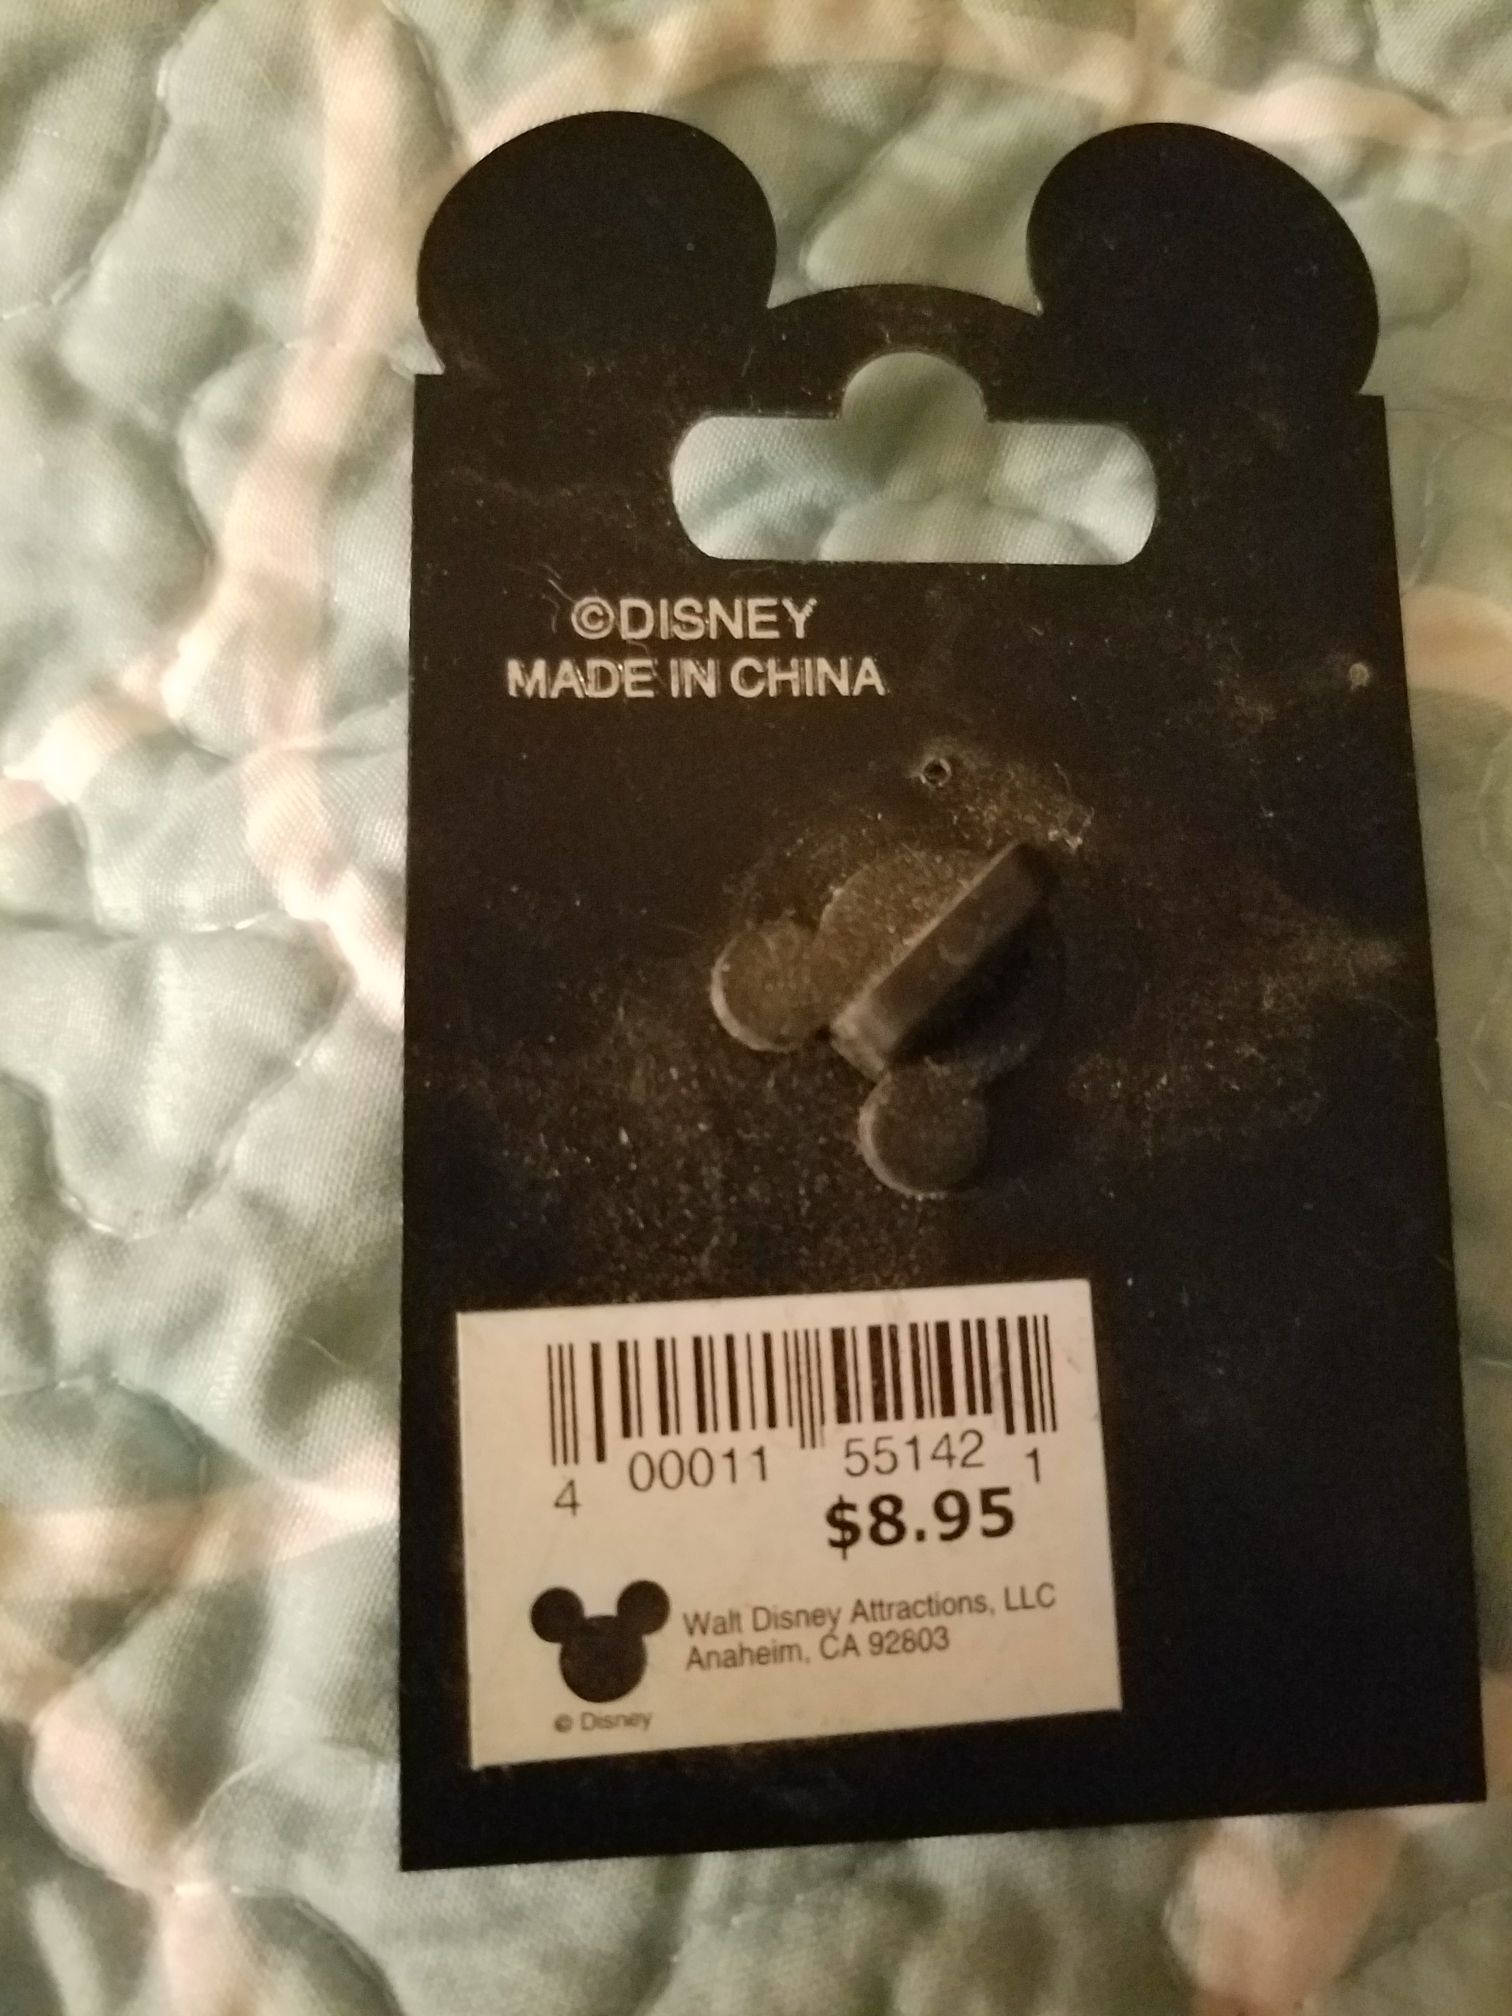 ©DISNEY
MADE IN CHINA
4 00011 55142 1
$8.95
Walt Disney Attractions, LLC
Anaheim, CA 92803
© Disney